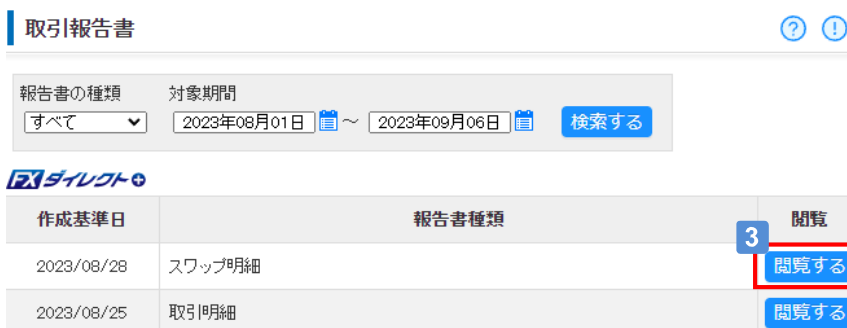 取引報告書 ? !
報告書の種類 対象期間
すべて 2023年08月01日 ～ 2023年09月06日 検索する
FXダイレクト+
作成基準日 報告書種類 閲覧
3
2023/08/28 スワップ明細 閲覧する
2023/08/25 取引明細 閲覧する